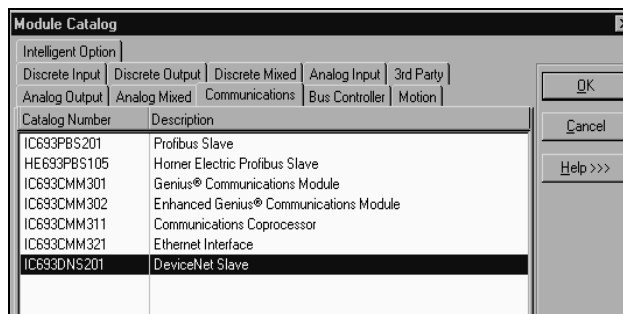 Module Catalog
Intelligent Option
Discrete Input Discrete Output Discrete Mixed Analog Input 3rd Party
Analog Output Analog Mixed Communications Bus Controller Motion
Catalog Number Description
IC693PBS201 Profibus Slave
HE693PBS105 Horner Electric Profibus Slave
IC693CMM301 Genius® Communications Module
IC693CMM302 Enhanced Genius® Communications Module
IC693CMM311 Communications Coprocessor
IC693CMM321 Ethernet Interface
IC693DNS201 DeviceNet Slave
OK
Cancel
Help >>>